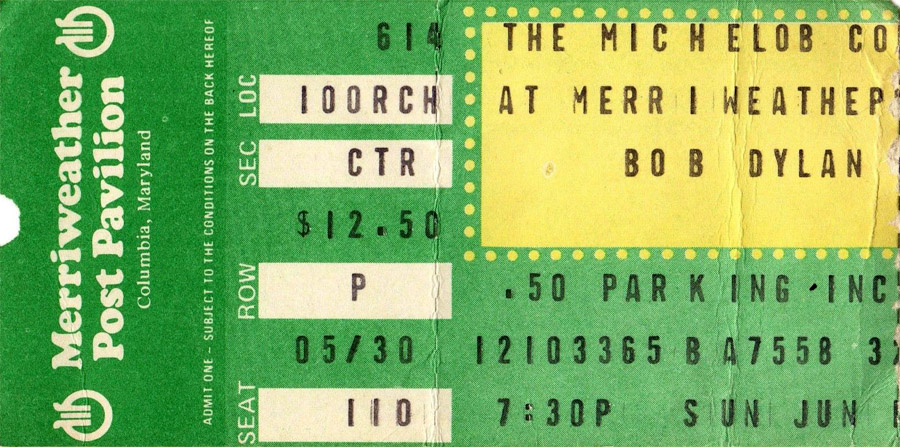 Merriweather
Post Pavilion
Columbia, Maryland
ADMIT ONE - SUBJECT TO THE CONDITIONS ON THE BACK HEREOF
614
LOC 100RCH
SEC CTR
$12.50
ROW P
05/30
SEAT 110
THE MICHELOB CO
AT MERRIWEATHER
BOB DYLAN
.50 PARKING INC
12103365 B A7558 37
7:30P SUN JUN